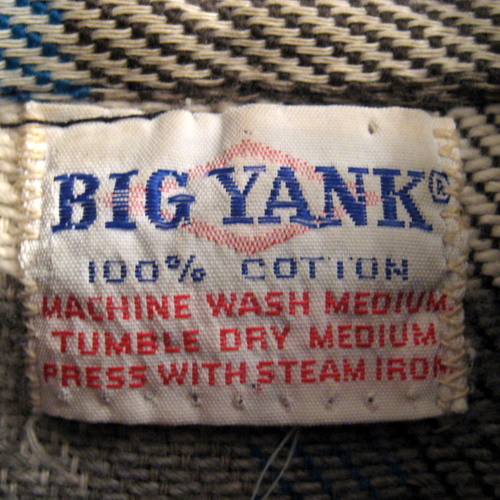 BIG YANK®
100% COTTON
MACHINE WASH MEDIUM.
TUMBLE DRY MEDIUM
PRESS WITH STEAM IRON.